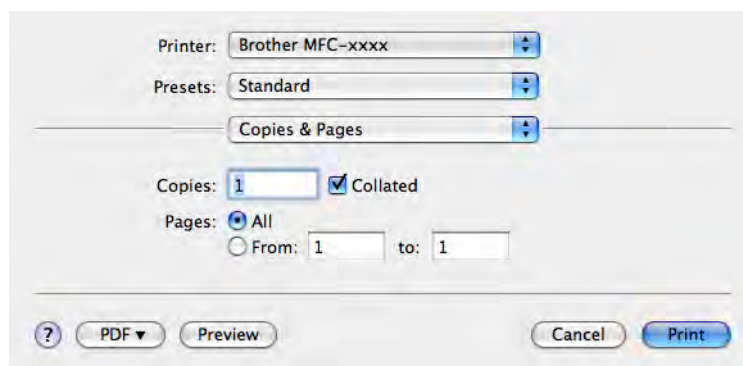 Printer: Brother MFC-xxxx
Presets: Standard
Copies & Pages
Copies: 1 Collated
Pages: All
From: 1 to: 1
? PDF ▼ Preview Cancel Print